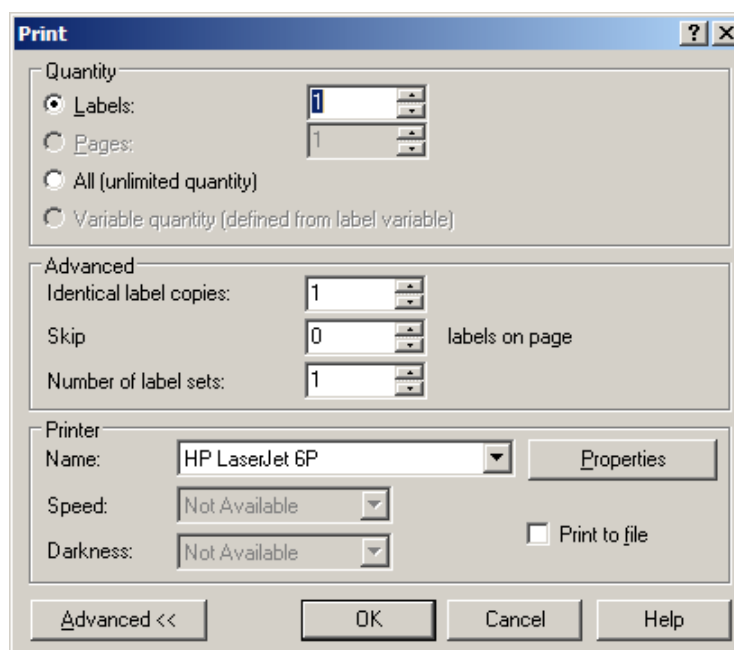 Print
Quantity
Labels: 1
Pages: 1
All (unlimited quantity)
Variable quantity (defined from label variable)
Advanced
Identical label copies: 1
Skip 0 labels on page
Number of label sets: 1
Printer
Name: HP LaserJet 6P Properties
Speed: Not Available
Print to file
Darkness: Not Available
Advanced << OK Cancel Help